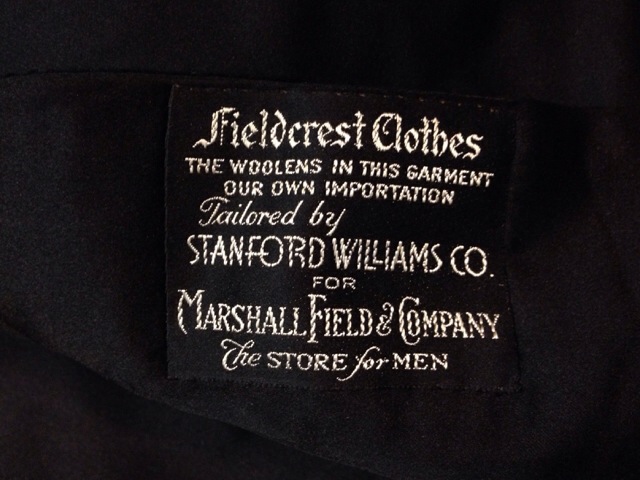 Fieldcrest Clothes
THE WOOLENS IN THIS GARMENT
OUR OWN IMPORTATION
Tailored by
STANFORD WILLIAMS CO.
FOR
MARSHALL FIELD & COMPANY
The STORE for MEN